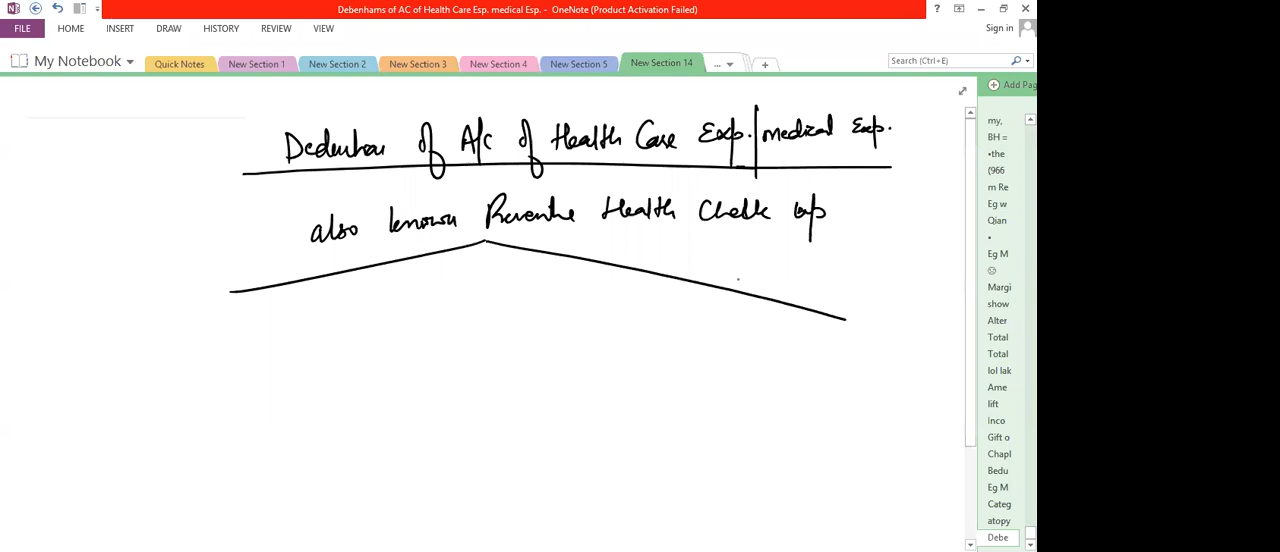 Debenhams of AC of Health Care Esp. medical Esp. - OneNote (Product Activation Failed)
Sign in
FILE HOME INSERT DRAW HISTORY REVIEW VIEW
My Notebook Quick Notes New Section 1 New Section 2 New Section 3 New Section 4 New Section 5 New Section 14 ... + Search (Ctrl+E)
Add Pag
Deduction of A/c of Health Care Exp. | medical Exp.
also known Preventive Health Check up
my,
BH =
•the
(966
m Re
Eg w
Qian
•
Eg M
☺
Margi
show
Alter
Total
Total
lol lak
Ame
lift
Inco
Gift o
Chapl
Bedu
Eg M
Categ
atopy
Debe